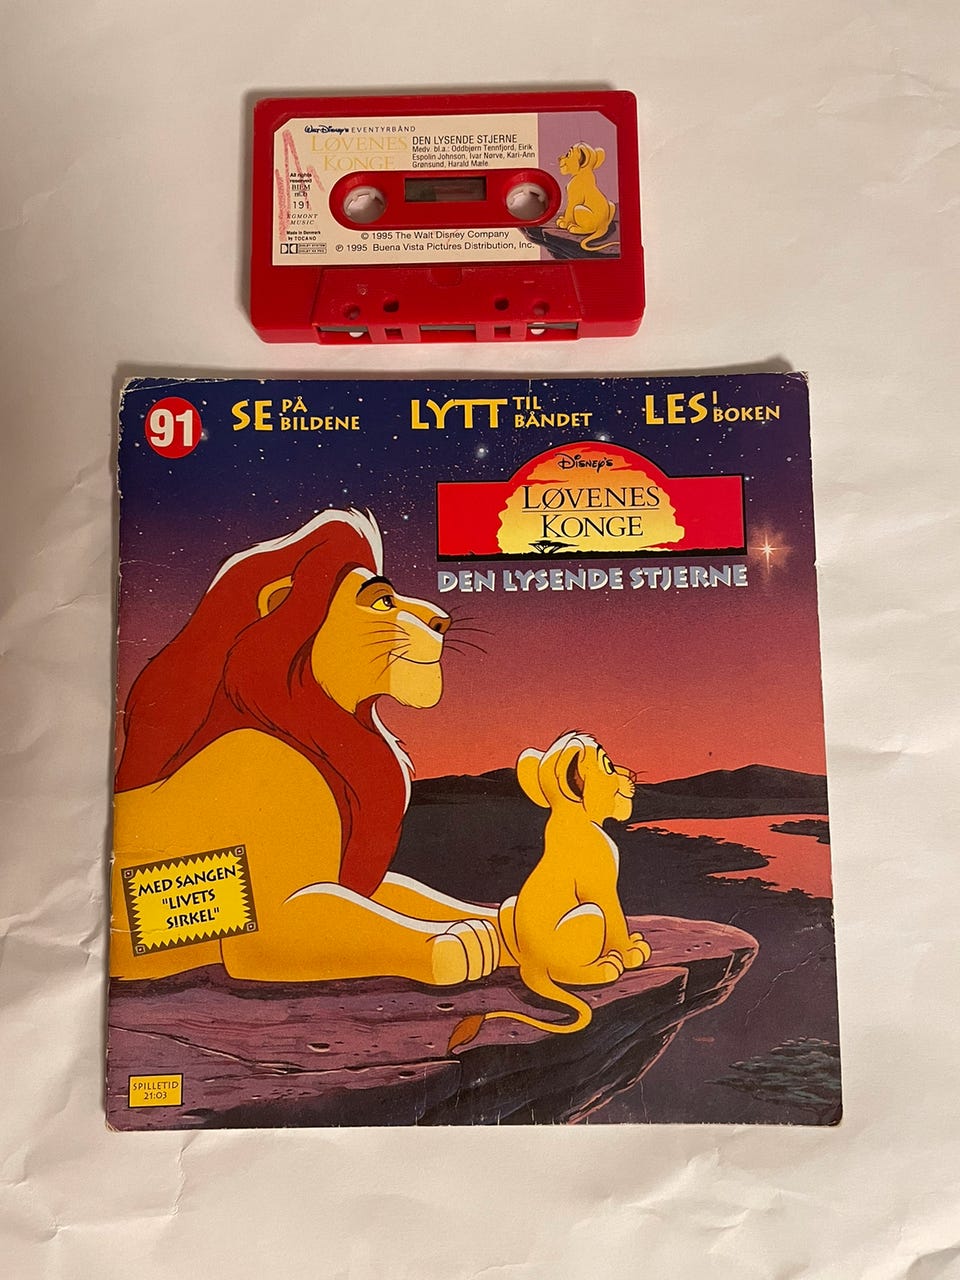 Walt Disney's EVENTYRBÅND
LØVENES
KONGE
DEN LYSENDE STJERNE
Medv. bl.a.: Oddbjørn Tennfjord, Eirik
Espolin Johnson, Ivar Nørve, Kari-Ann
Grønsund, Harald Mæle.
All rights
reserved
BIEM
n©b
191
EGMONT
MUSIC
Made in Denmark
by TOCANO
DOLBY SYSTEM
© 1995 The Walt Disney Company
℗ 1995 Buena Vista Pictures Distribution, Inc.
91
SE PÅ BILDENE
LYTT TIL BÅNDET
LES I BOKEN
DISNEY'S
LØVENES
KONGE
DEN LYSENDE STJERNE
MED SANGEN
"LIVETS
SIRKEL"
SPILLETID
21:03